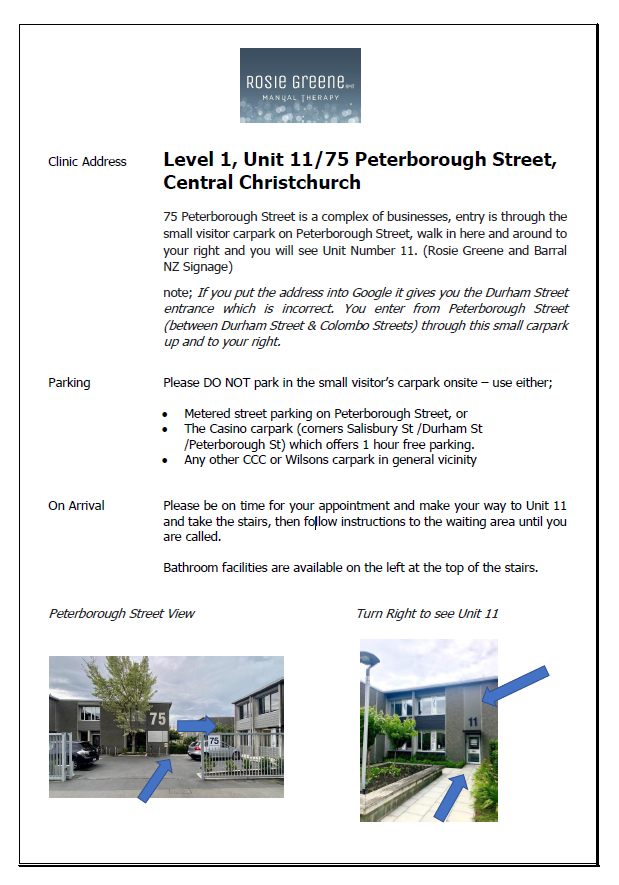 ROSIE GREENE
MANUAL THERAPY
Clinic Address
Level 1, Unit 11/75 Peterborough Street,
Central Christchurch
75 Peterborough Street is a complex of businesses, entry is through the
small visitor carpark on Peterborough Street, walk in here and around to
your right and you will see Unit Number 11. (Rosie Greene and Barral
NZ Signage)
note; If you put the address into Google it gives you the Durham Street
entrance which is incorrect. You enter from Peterborough Street
(between Durham Street & Colombo Streets) through this small carpark
up and to your right.
Parking
Please DO NOT park in the small visitor's carpark onsite – use either;
• Metered street parking on Peterborough Street, or
• The Casino carpark (corners Salisbury St /Durham St
/Peterborough St) which offers 1 hour free parking.
• Any other CCC or Wilsons carpark in general vicinity
On Arrival
Please be on time for your appointment and make your way to Unit 11
and take the stairs, then follow instructions to the waiting area until you
are called.
Bathroom facilities are available on the left at the top of the stairs.
Peterborough Street View
Turn Right to see Unit 11
75
75
11